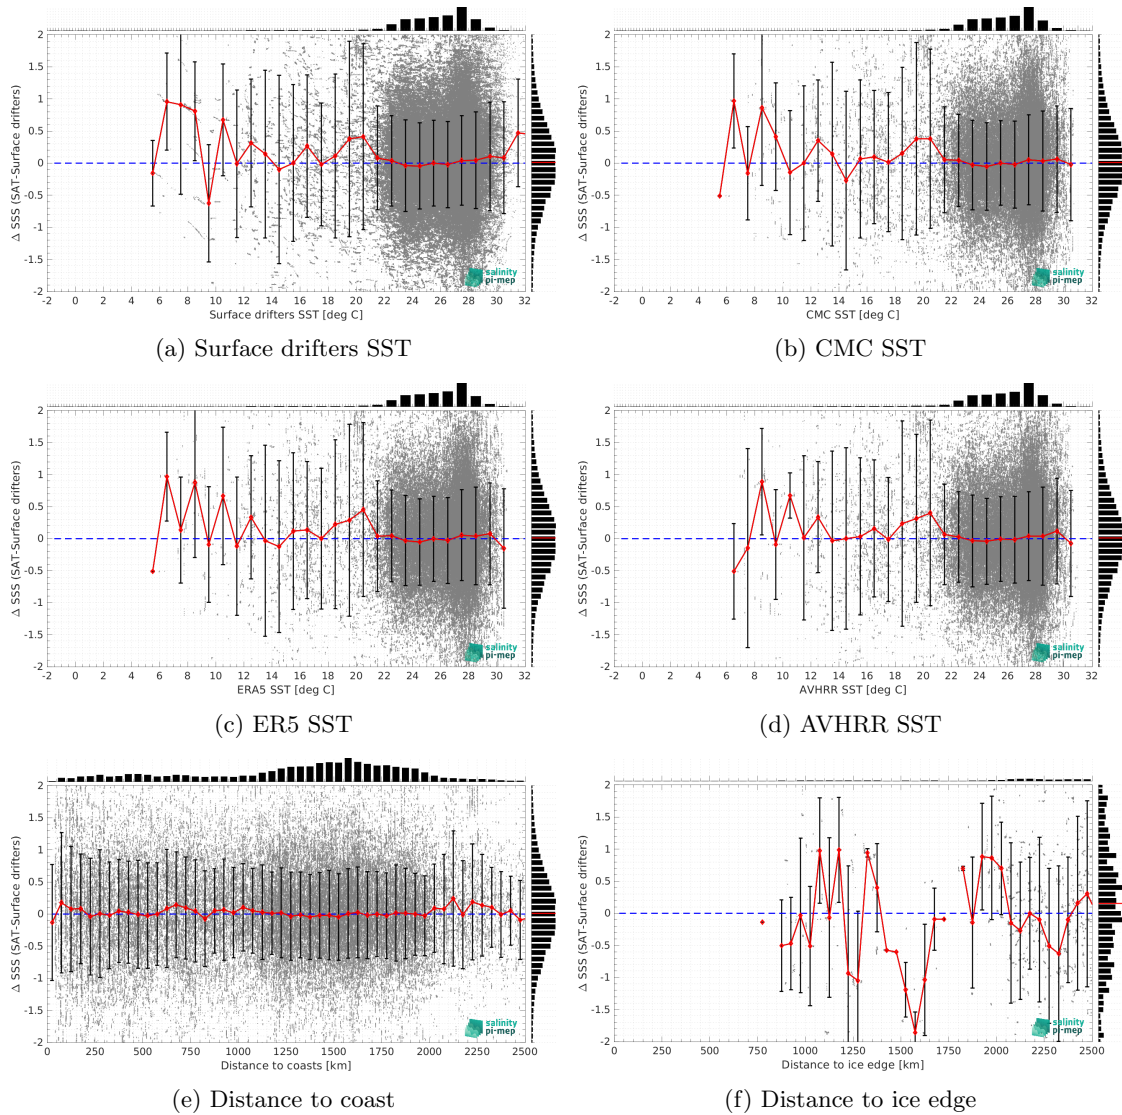 2
1.5
1
0.5
0
-0.5
-1
-1.5
-2
Δ SSS (SAT-Surface drifters)
-2 0 2 4 6 8 10 12 14 16 18 20 22 24 26 28 30 32
Surface drifters SST [deg C]
salinity
pi-mep
(a) Surface drifters SST
2
1.5
1
0.5
0
-0.5
-1
-1.5
-2
Δ SSS (SAT-Surface drifters)
-2 0 2 4 6 8 10 12 14 16 18 20 22 24 26 28 30 32
CMC SST [deg C]
salinity
pi-mep
(b) CMC SST
2
1.5
1
0.5
0
-0.5
-1
-1.5
-2
Δ SSS (SAT-Surface drifters)
-2 0 2 4 6 8 10 12 14 16 18 20 22 24 26 28 30 32
ERA5 SST [deg C]
salinity
pi-mep
(c) ER5 SST
2
1.5
1
0.5
0
-0.5
-1
-1.5
-2
Δ SSS (SAT-Surface drifters)
-2 0 2 4 6 8 10 12 14 16 18 20 22 24 26 28 30 32
AVHRR SST [deg C]
salinity
pi-mep
(d) AVHRR SST
2
1.5
1
0.5
0
-0.5
-1
-1.5
-2
Δ SSS (SAT-Surface drifters)
0 250 500 750 1000 1250 1500 1750 2000 2250 2500
Distance to coasts [km]
salinity
pi-mep
(e) Distance to coast
2
1.5
1
0.5
0
-0.5
-1
-1.5
-2
Δ SSS (SAT-Surface drifters)
0 250 500 750 1000 1250 1500 1750 2000 2250 2500
Distance to ice edge [km]
salinity
pi-mep
(f) Distance to ice edge